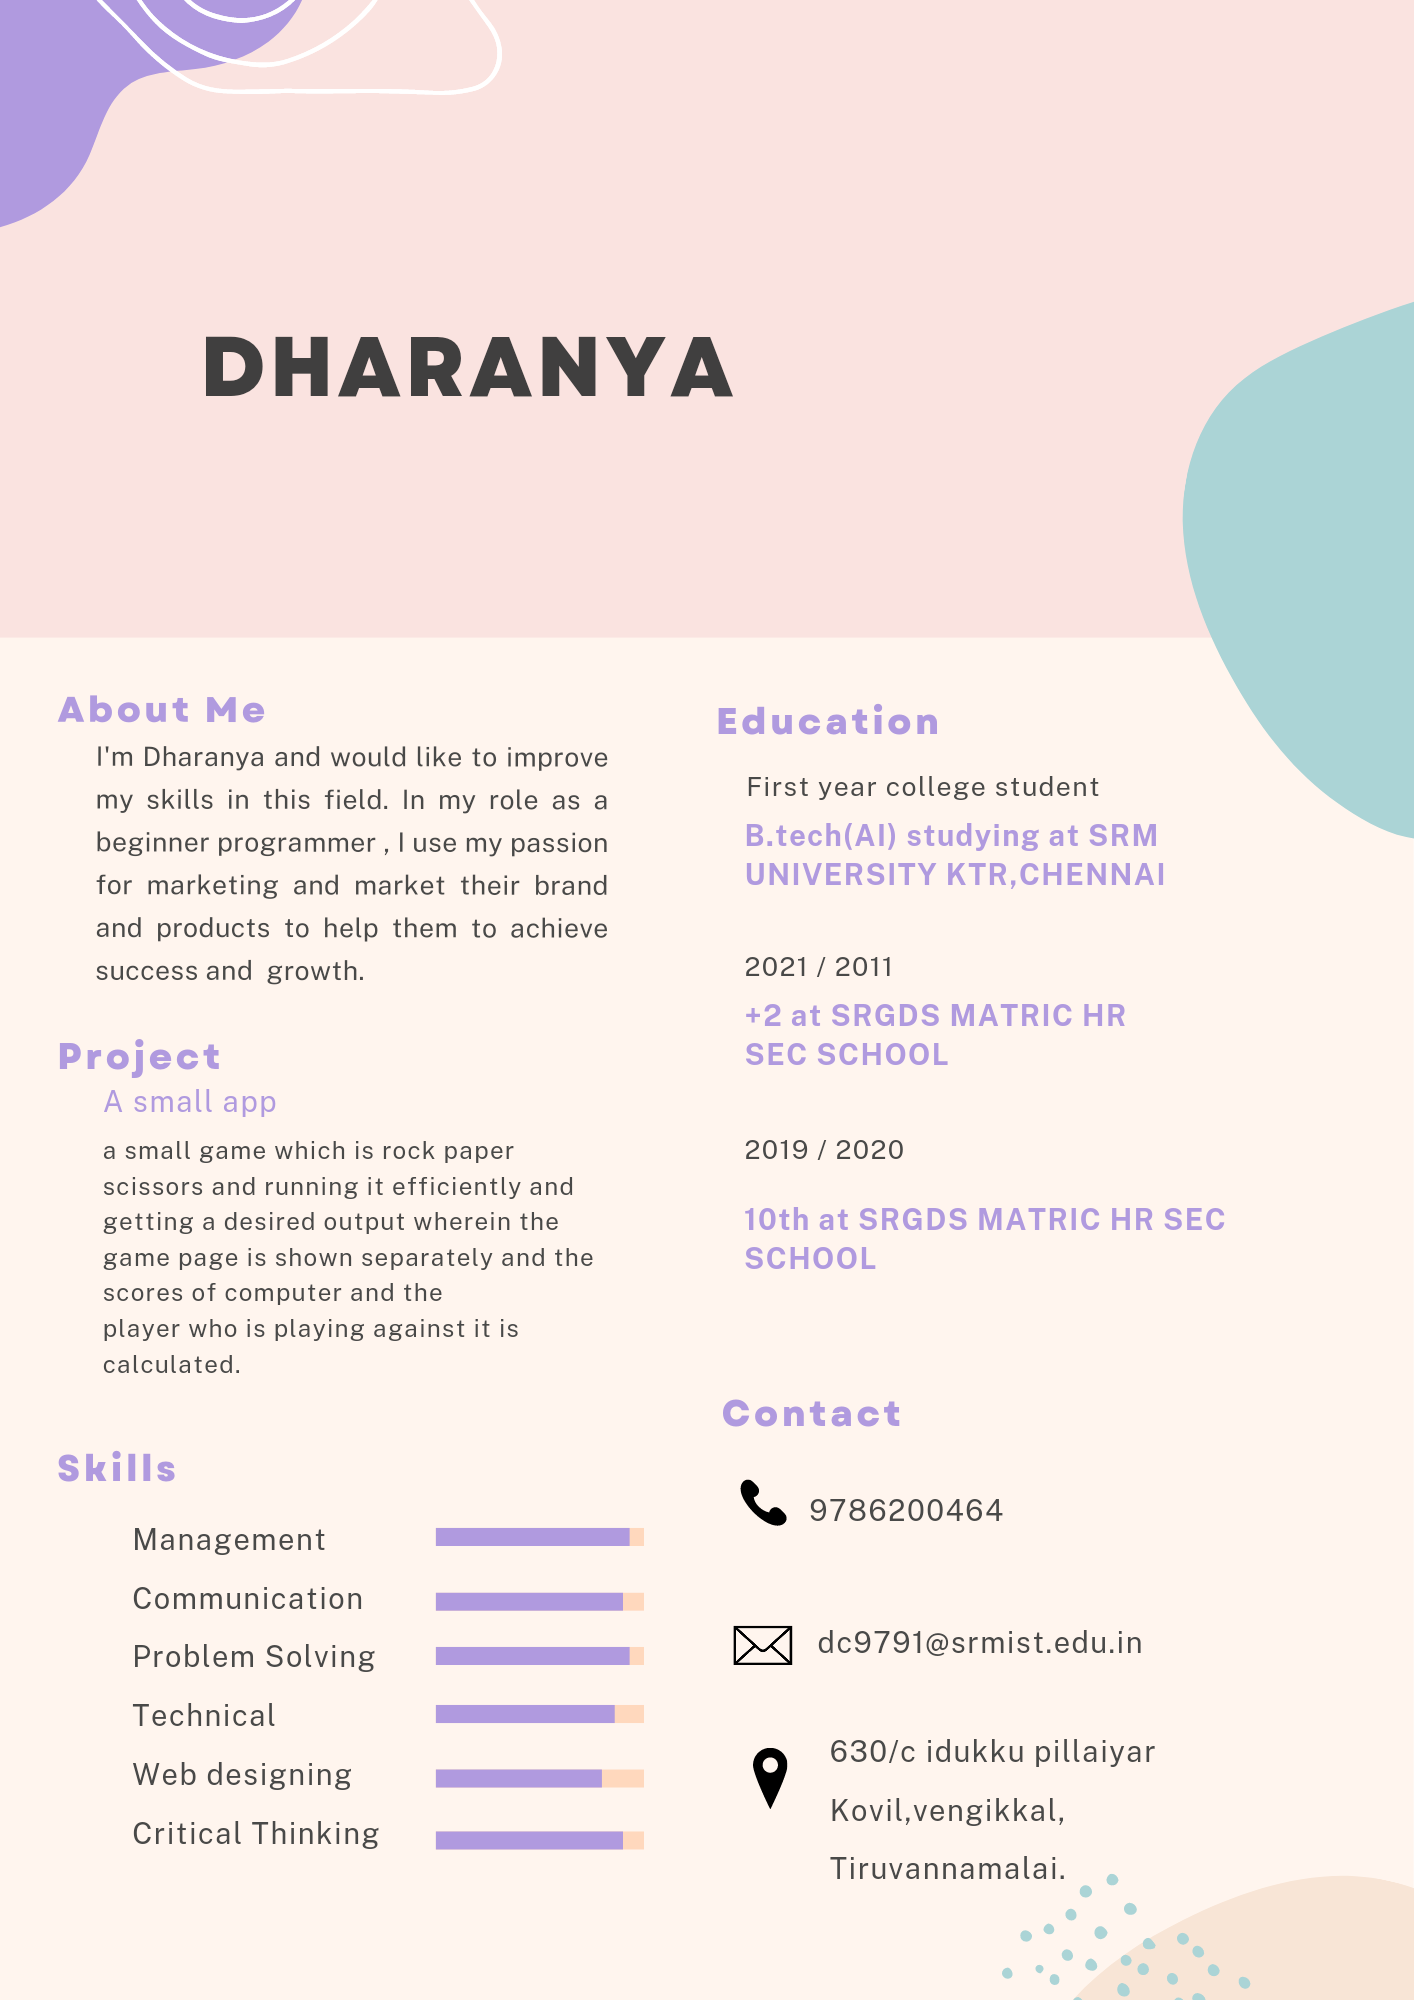 DHARANYA
About Me
I'm Dharanya and would like to improve
my skills in this field. In my role as a
beginner programmer , I use my passion
for marketing and market their brand
and products to help them to achieve
success and growth.
Project
A small app
a small game which is rock paper
scissors and running it efficiently and
getting a desired output wherein the
game page is shown separately and the
scores of computer and the
player who is playing against it is
calculated.
Skills
Management
Communication
Problem Solving
Technical
Web designing
Critical Thinking
Education
First year college student
B.tech(AI) studying at SRM
UNIVERSITY KTR,CHENNAI
2021 / 2011
+2 at SRGDS MATRIC HR
SEC SCHOOL
2019 / 2020
10th at SRGDS MATRIC HR SEC
SCHOOL
Contact
9786200464
dc9791@srmist.edu.in
630/c idukku pillaiyar
Kovil,vengikkal,
Tiruvannamalai.